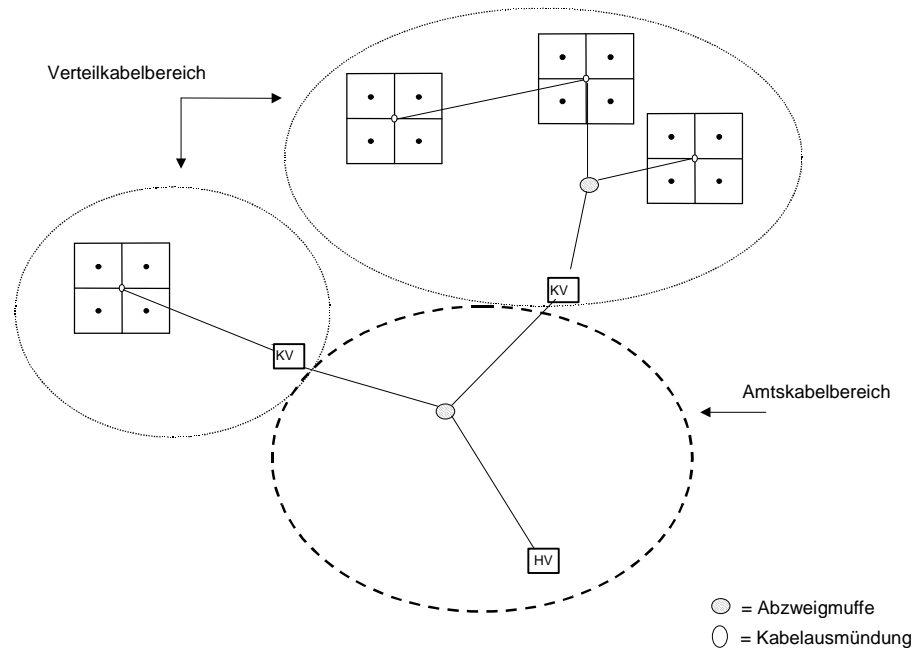 Verteilkabelbereich
KV
KV
Amtskabelbereich
HV
= Abzweigmuffe
= Kabelausmündung